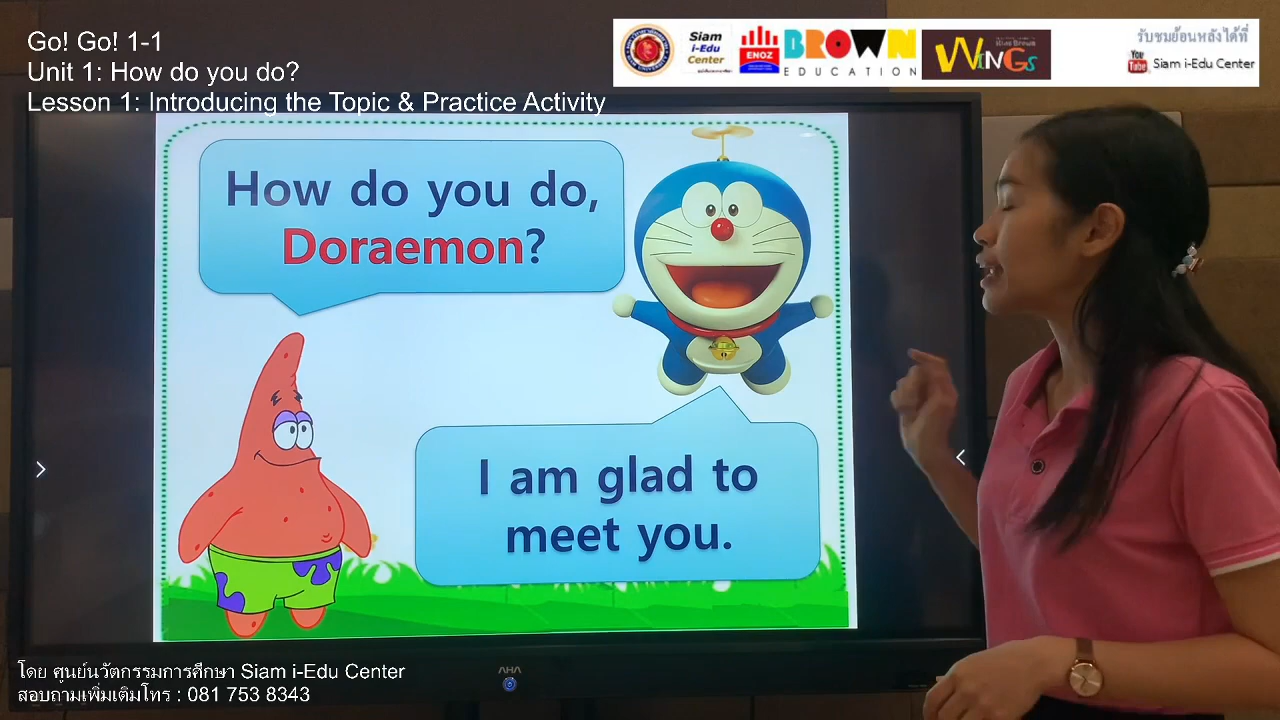 Go! Go! 1-1
Unit 1: How do you do?
Lesson 1: Introducing the Topic & Practice Activity
Siam
i-Edu
Center
ENOZ
BROWN
EDUCATION
WiNGs
รับชมย้อนหลังได้ที่
You
Tube
Siam i-Edu Center
How do you do,
Doraemon?
I am glad to
meet you.
AHA
โดย ศูนย์นวัตกรรมการศึกษา Siam i-Edu Center
สอบถามเพิ่มเติมโทร : 081 753 8343